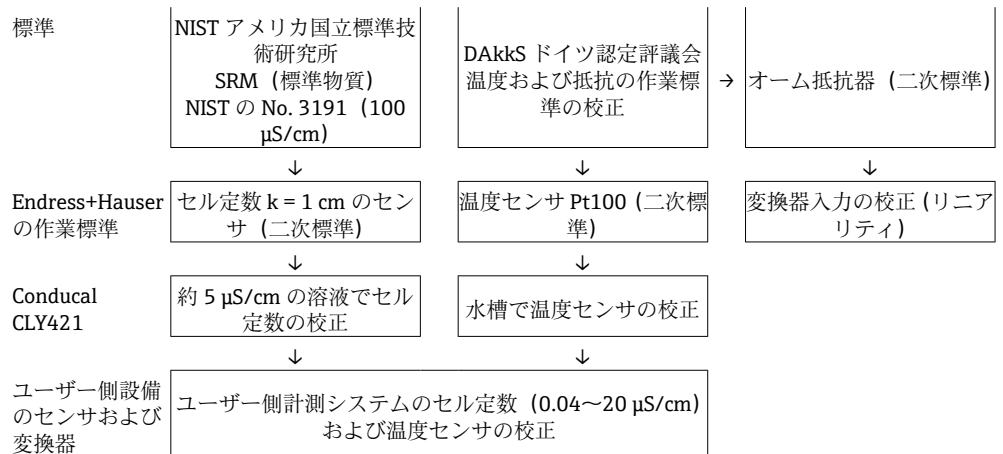 標準
NIST アメリカ国立標準技
術研究所
SRM（標準物質）
NIST の No. 3191（100
µS/cm）
DAkkS ドイツ認定評議会
温度および抵抗の作業標
準の校正
→
オーム抵抗器（二次標準）
↓ ↓ ↓
Endress+Hauser
の作業標準
セル定数 k = 1 cm のセン
サ（二次標準）
温度センサ Pt100（二次標
準）
変換器入力の校正（リニア
リティ）
↓ ↓
Conducal
CLY421
約 5 µS/cm の溶液でセル
定数の校正
水槽で温度センサの校正
↓ ↓
ユーザー側設備
のセンサおよび
変換器
ユーザー側計測システムのセル定数（0.04～20 µS/cm）
および温度センサの校正